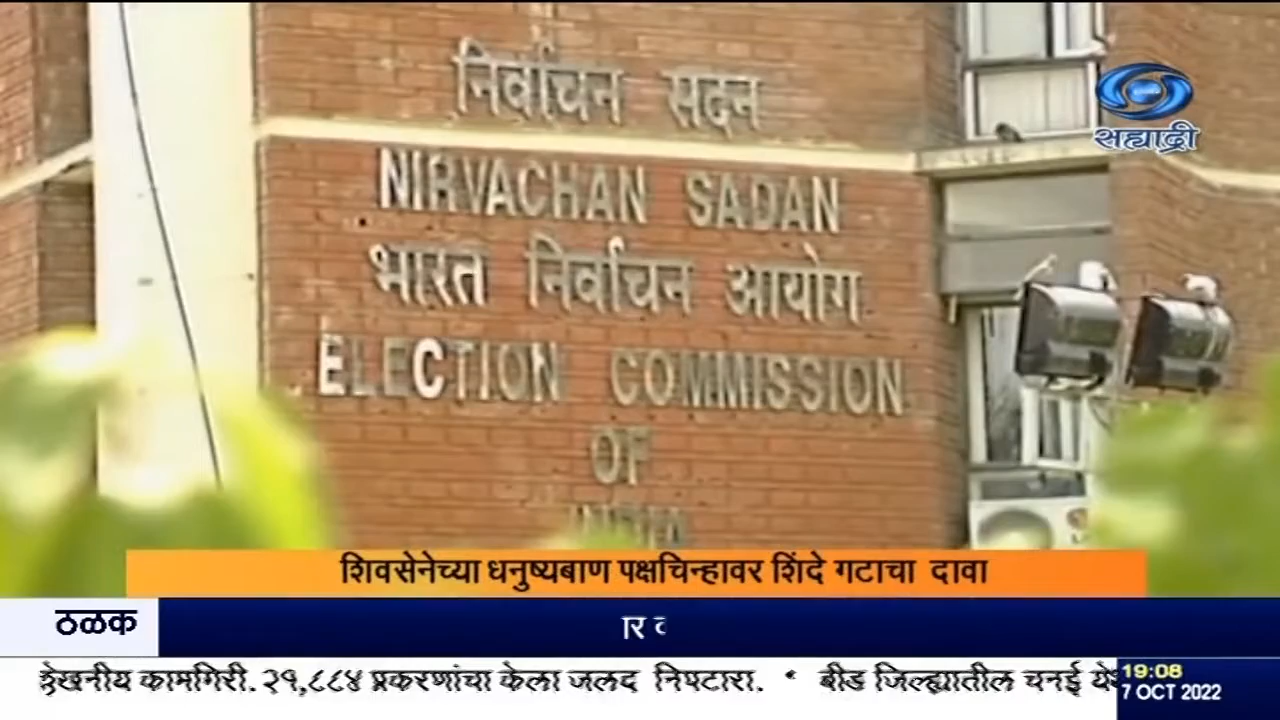 निर्वाचन सदन
सह्याद्री
NIRVACHAN SADAN
भारत निर्वाचन आयोग
ELECTION COMMISSION
OF
INDIA
शिवसेनेच्या धनुष्यबाण पक्षचिन्हावर शिंदे गटाचा दावा
ठळक
कामगिरी. २१,८८४ प्रकरणांचा केला जलद निपटारा. * बीड जिल्ह्यातील चनई
19:08
7 OCT 2022